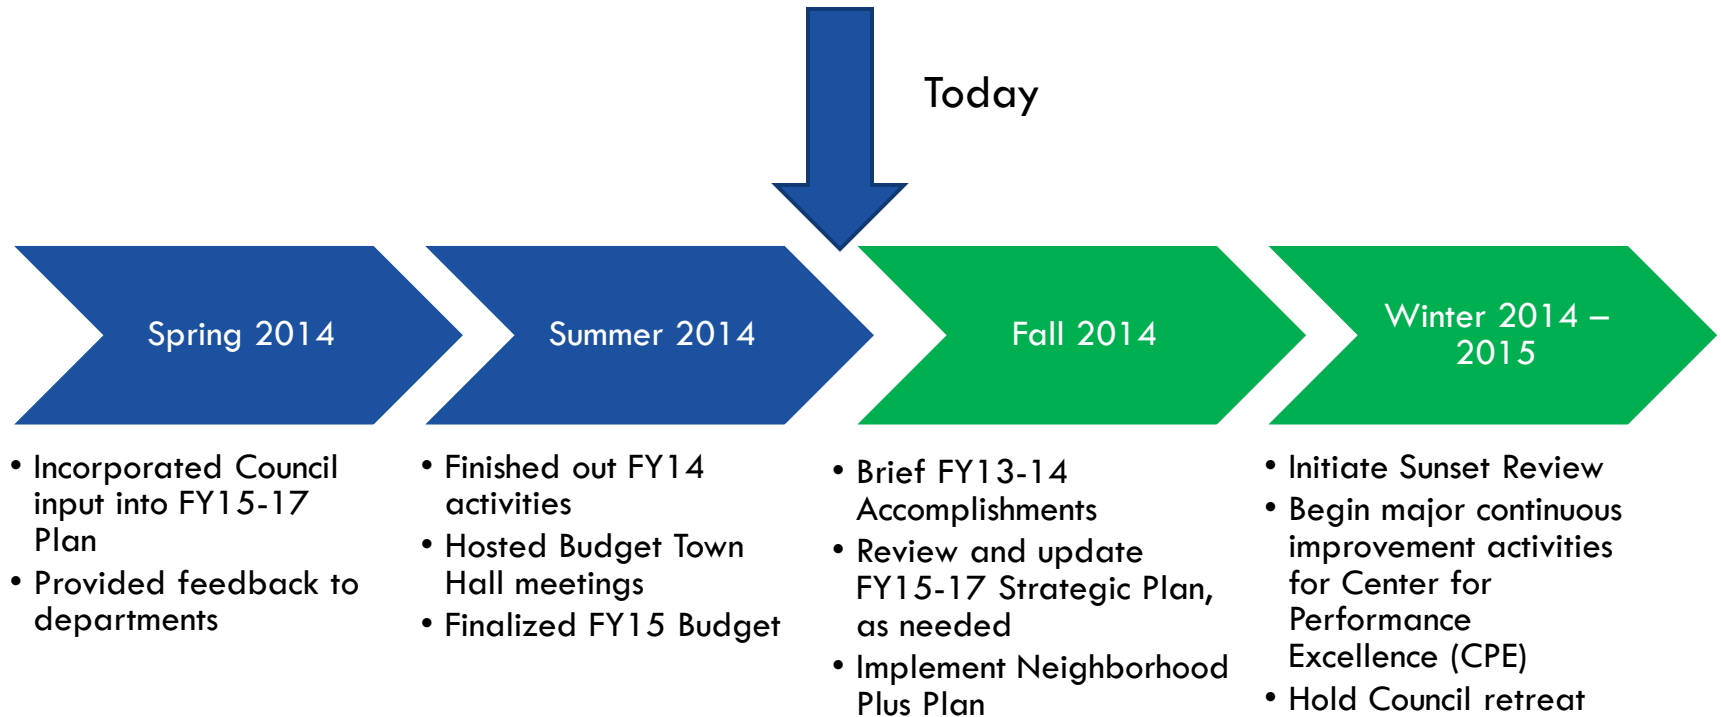 Today
Spring 2014
Summer 2014
Fall 2014
Winter 2014 –
2015
• Incorporated Council
input into FY15-17
Plan
• Provided feedback to
departments
• Finished out FY14
activities
• Hosted Budget Town
Hall meetings
• Finalized FY15 Budget
• Brief FY13-14
Accomplishments
• Review and update
FY15-17 Strategic Plan,
as needed
• Implement Neighborhood
Plus Plan
• Initiate Sunset Review
• Begin major continuous
improvement activities
for Center for
Performance
Excellence (CPE)
• Hold Council retreat